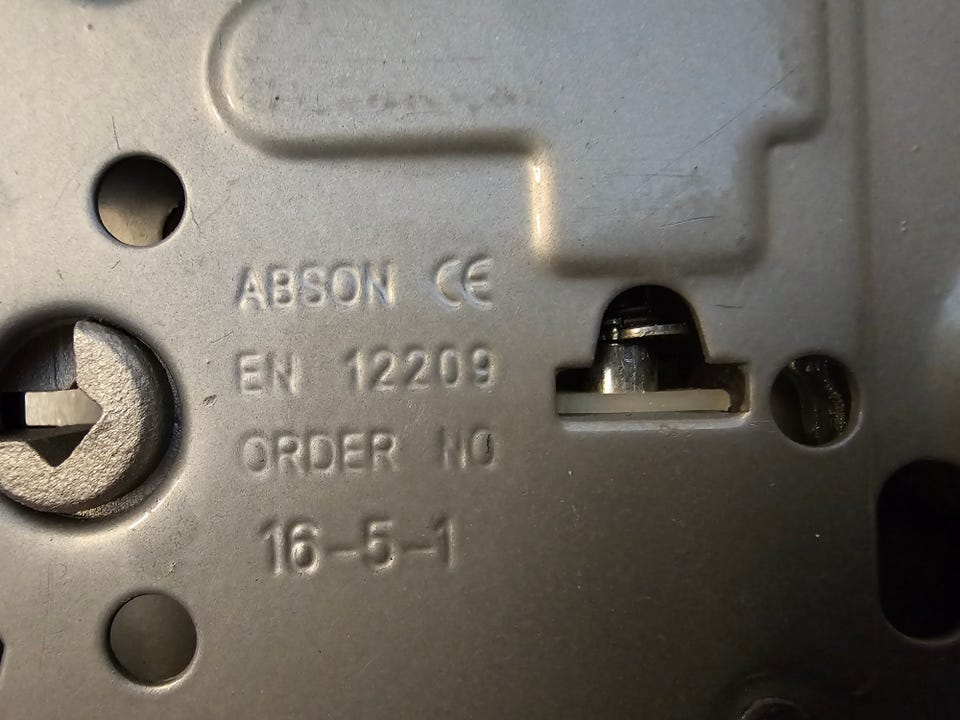 ABSON CE
EN 12209
ORDER NO
16-5-1